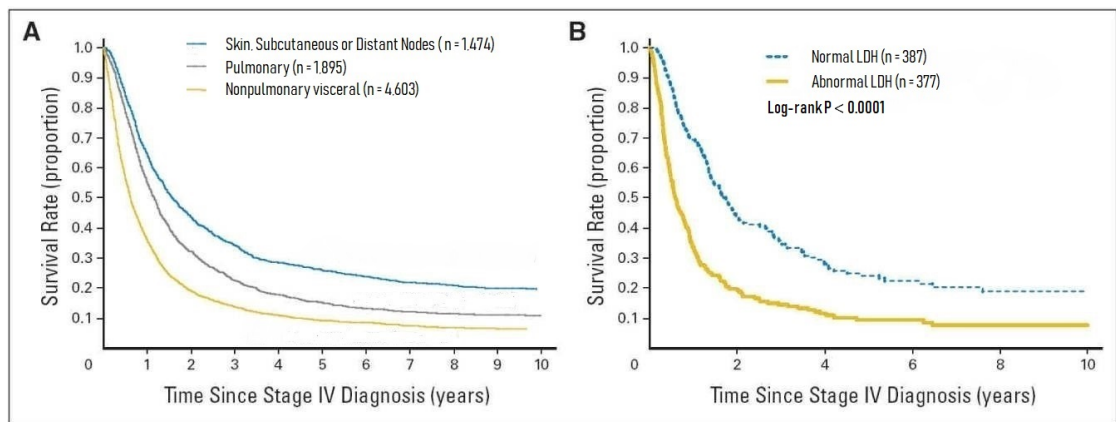 A
Skin. Subcutaneous or Distant Nodes ( n = 1.474)
Pulmonary (n = 1.895)
Nonpulmonary visceral (n = 4.603)
Survival Rate (proportion)
1.0
0.9
0.8
0.7
0.6
0.5
0.4
0.3
0.2
0.1
0 1 2 3 4 5 6 7 8 9 10
Time Since Stage IV Diagnosis (years)
B
Normal LDH (n = 387)
Abnormal LDH (n = 377)
Log-rank P < 0.0001
Survival Rate (proportion)
1.0
0.9
0.8
0.7
0.6
0.5
0.4
0.3
0.2
0.1
0 2 4 6 8 10
Time Since Stage IV Diagnosis (years)